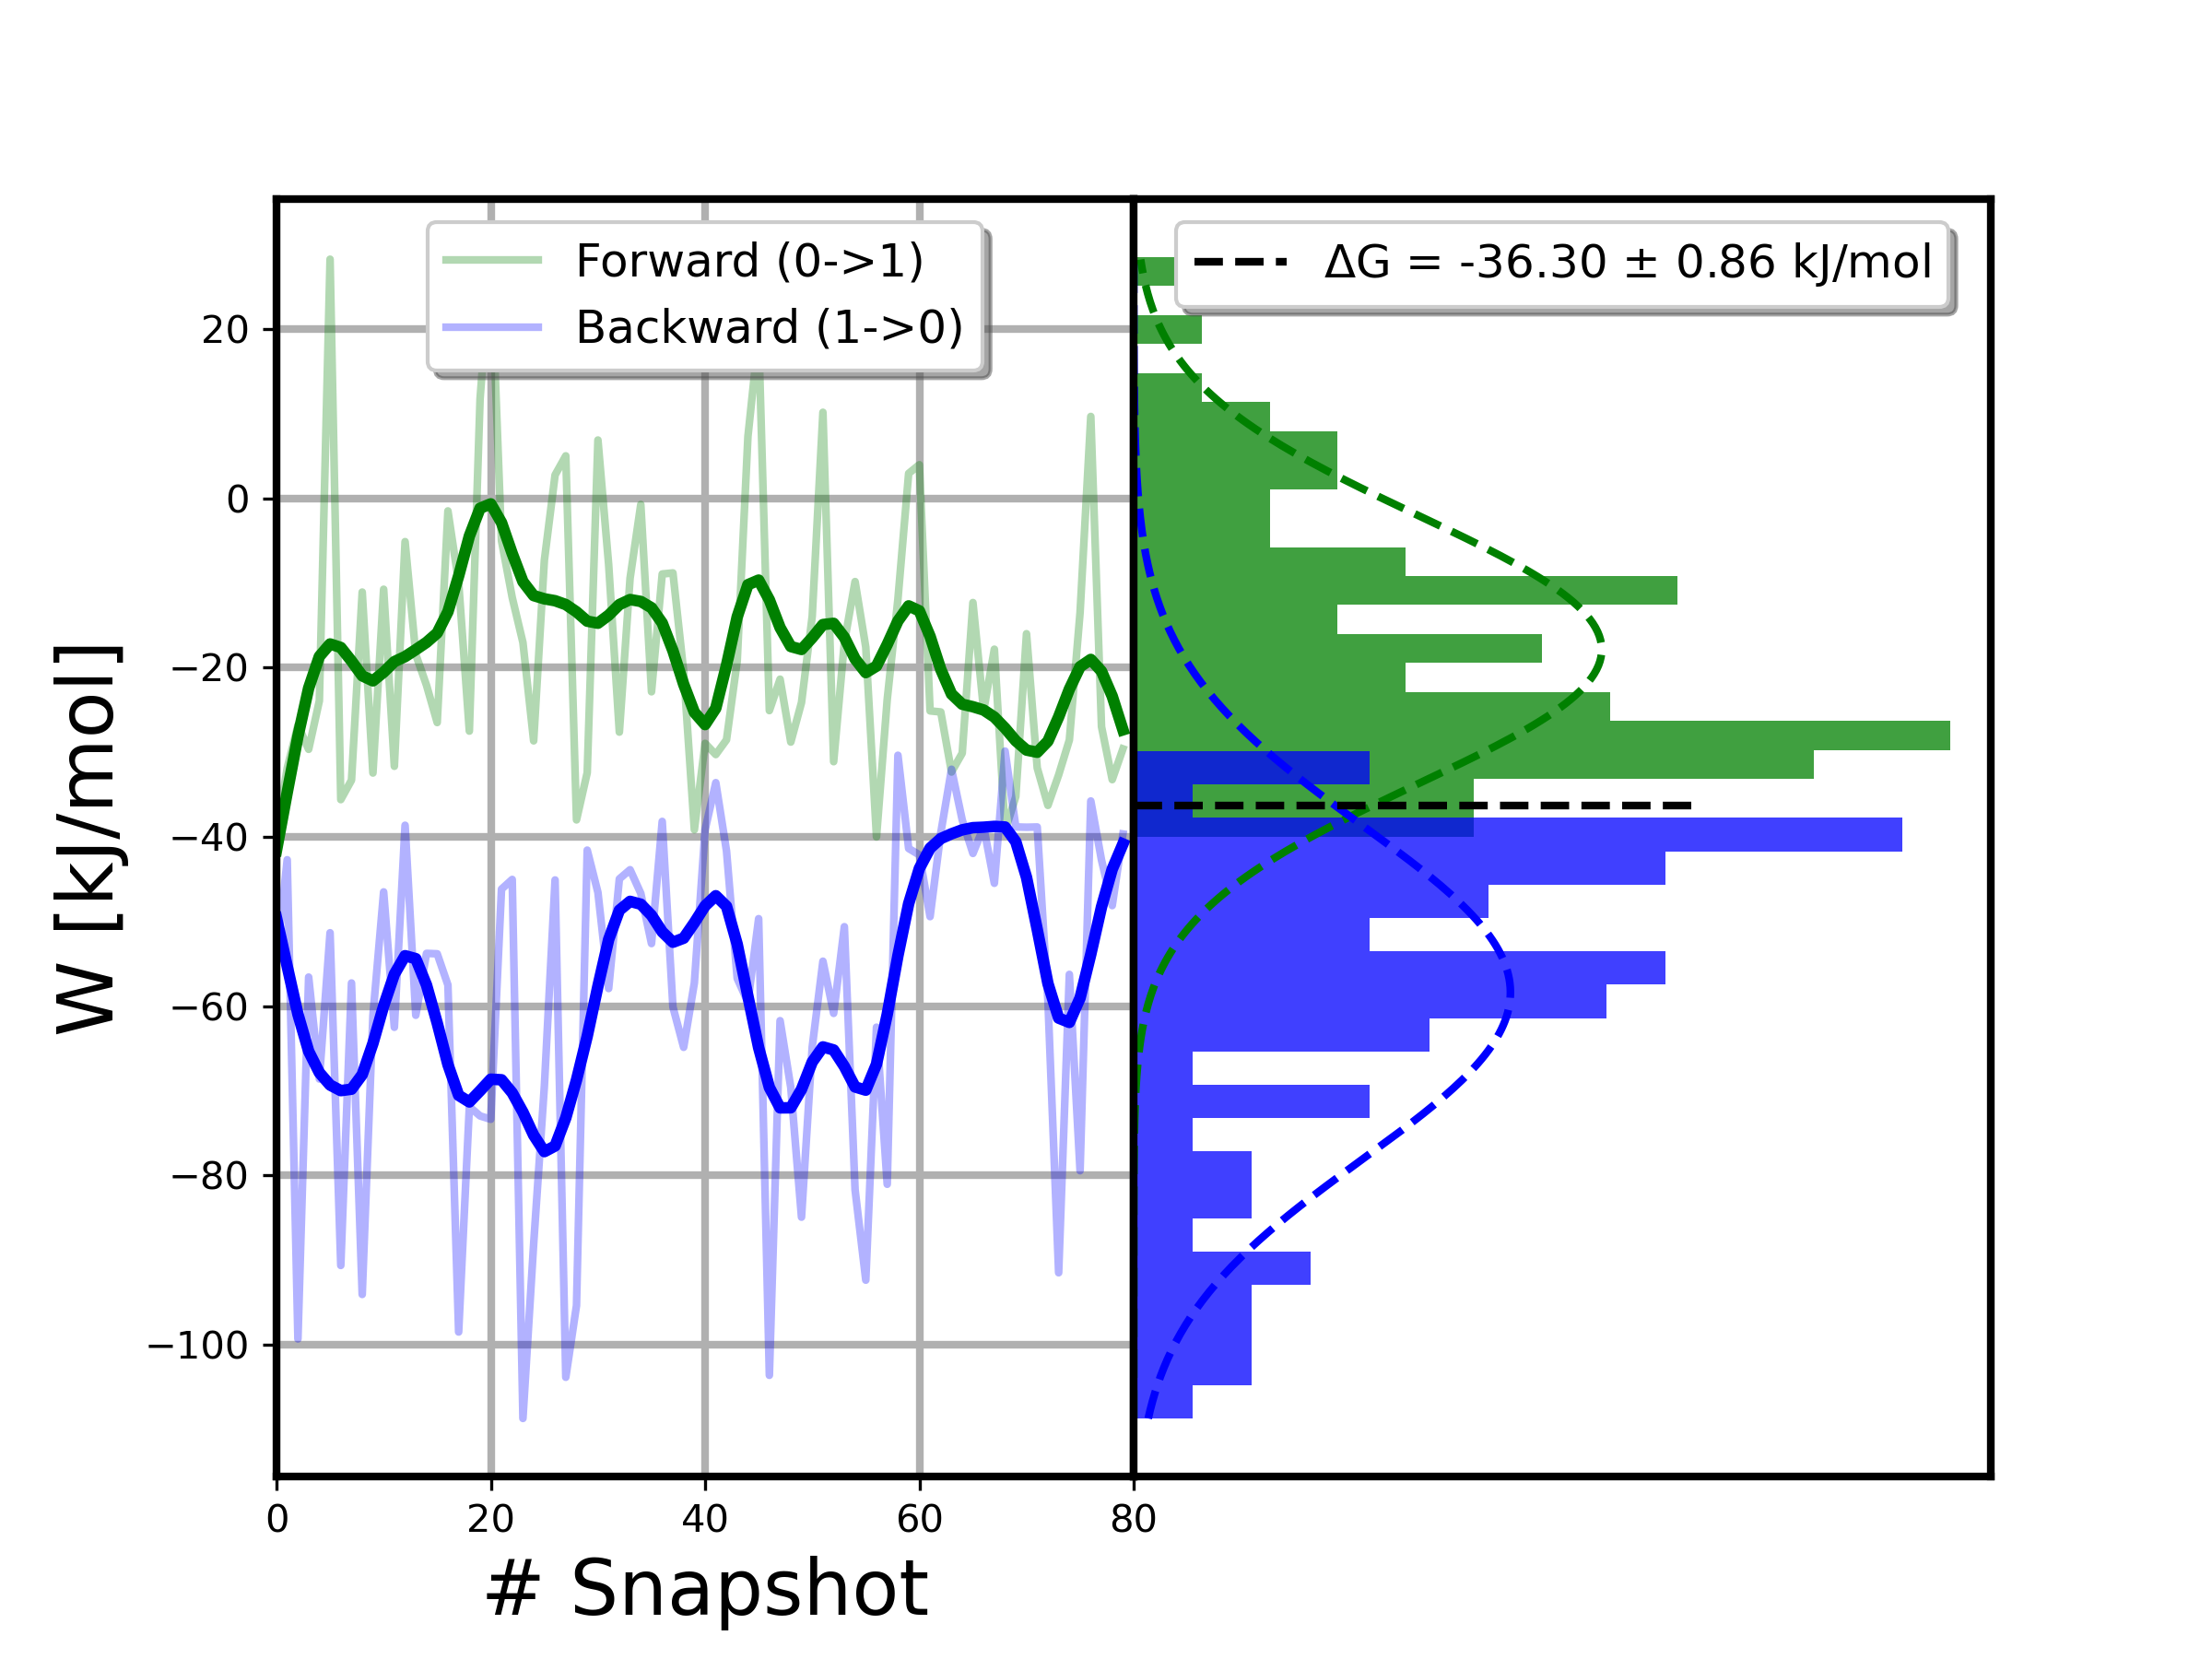 Forward (0->1)
Backward (1->0)
ΔG = -36.30 ± 0.86 kJ/mol
W [kJ/mol]
20
0
−20
−40
−60
−80
−100
0
20
40
60
80
# Snapshot